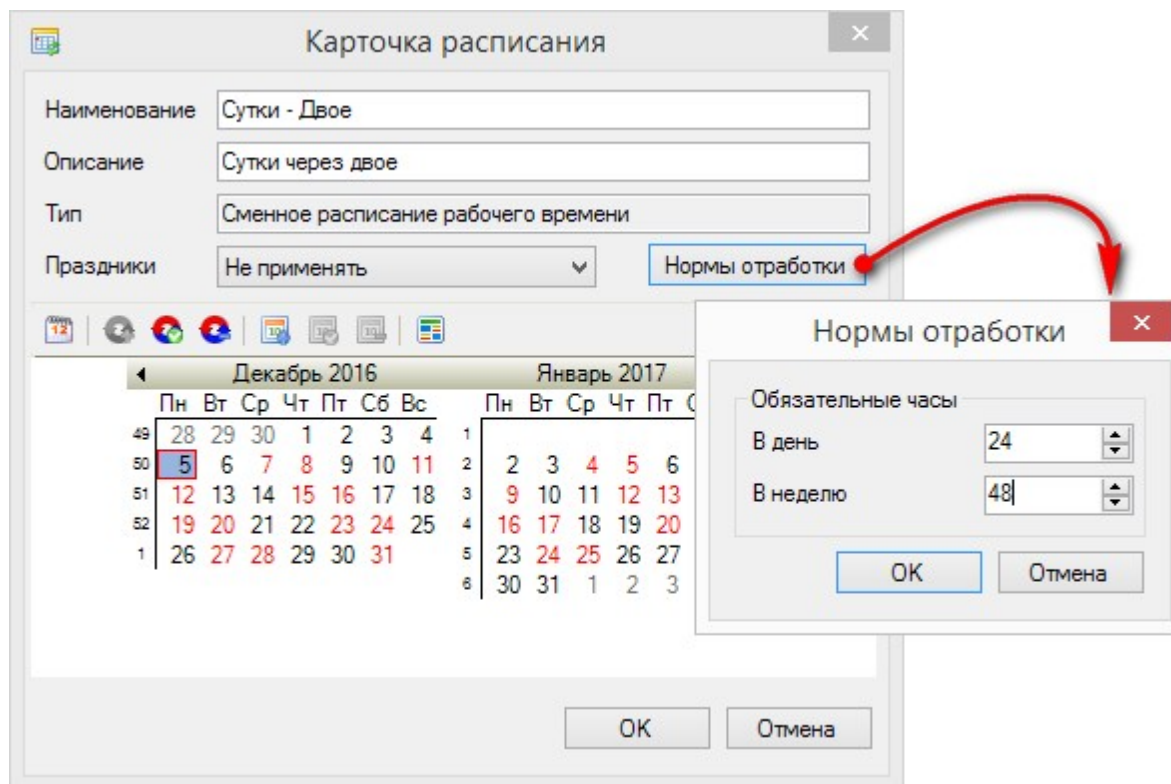 Карточка расписания
Наименование Сутки - Двое
Описание Сутки через двое
Тип Сменное расписание рабочего времени
Праздники Не применять Нормы отработки
Декабрь 2016
Пн Вт Ср Чт Пт Сб Вс
49 28 29 30 1 2 3 4
50 5 6 7 8 9 10 11
51 12 13 14 15 16 17 18
52 19 20 21 22 23 24 25
1 26 27 28 29 30 31
Январь 2017
Пн Вт Ср Чт Пт
1
2 2 3 4 5 6
3 9 10 11 12 13
4 16 17 18 19 20
5 23 24 25 26 27
6 30 31 1 2 3
Нормы отработки
Обязательные часы
В день 24
В неделю 48
OK Отмена
OK Отмена